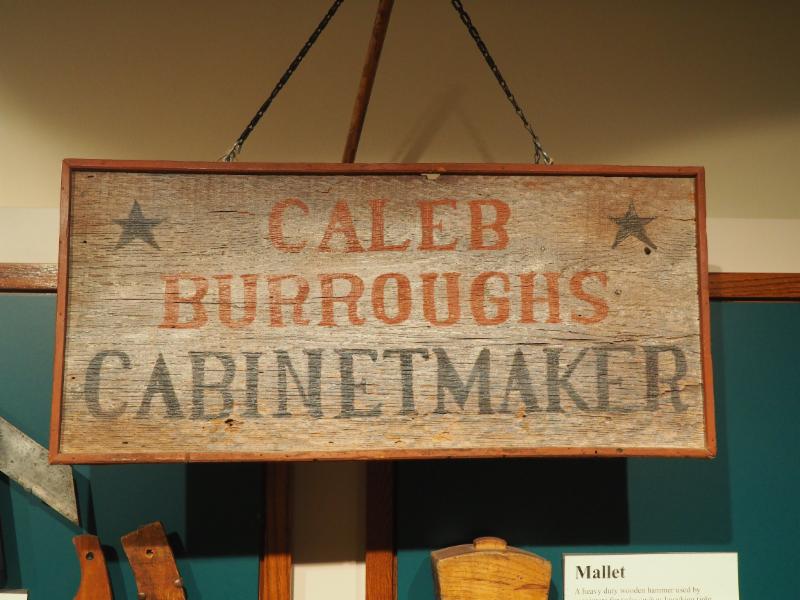 CALEB
BURROUGHS
CABINETMAKER
Mallet
A heavy duty wooden hammer used by